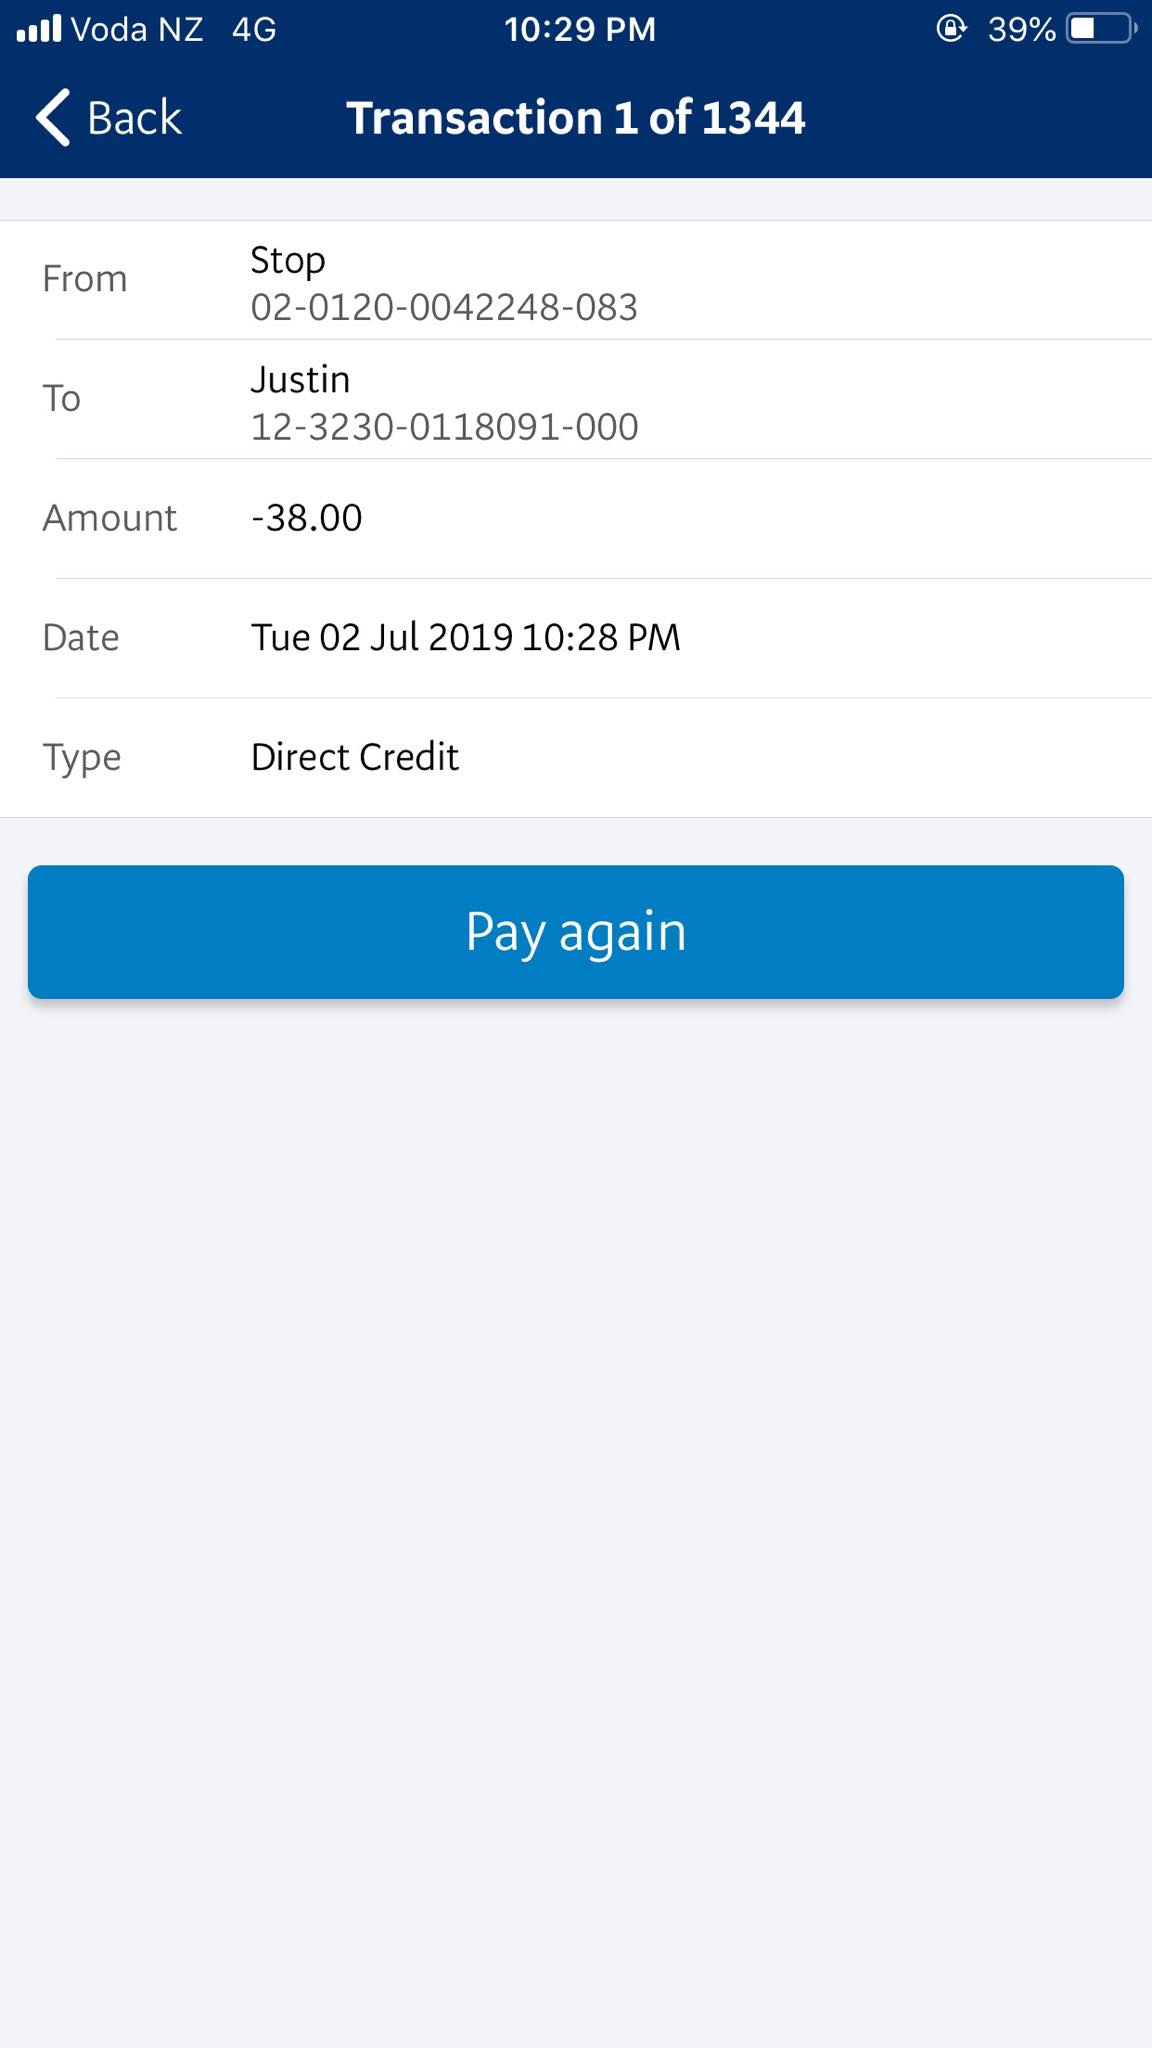 Voda NZ 4G 10:29 PM 39%
Back Transaction 1 of 1344
From Stop
02-0120-0042248-083
To Justin
12-3230-0118091-000
Amount -38.00
Date Tue 02 Jul 2019 10:28 PM
Type Direct Credit
Pay again